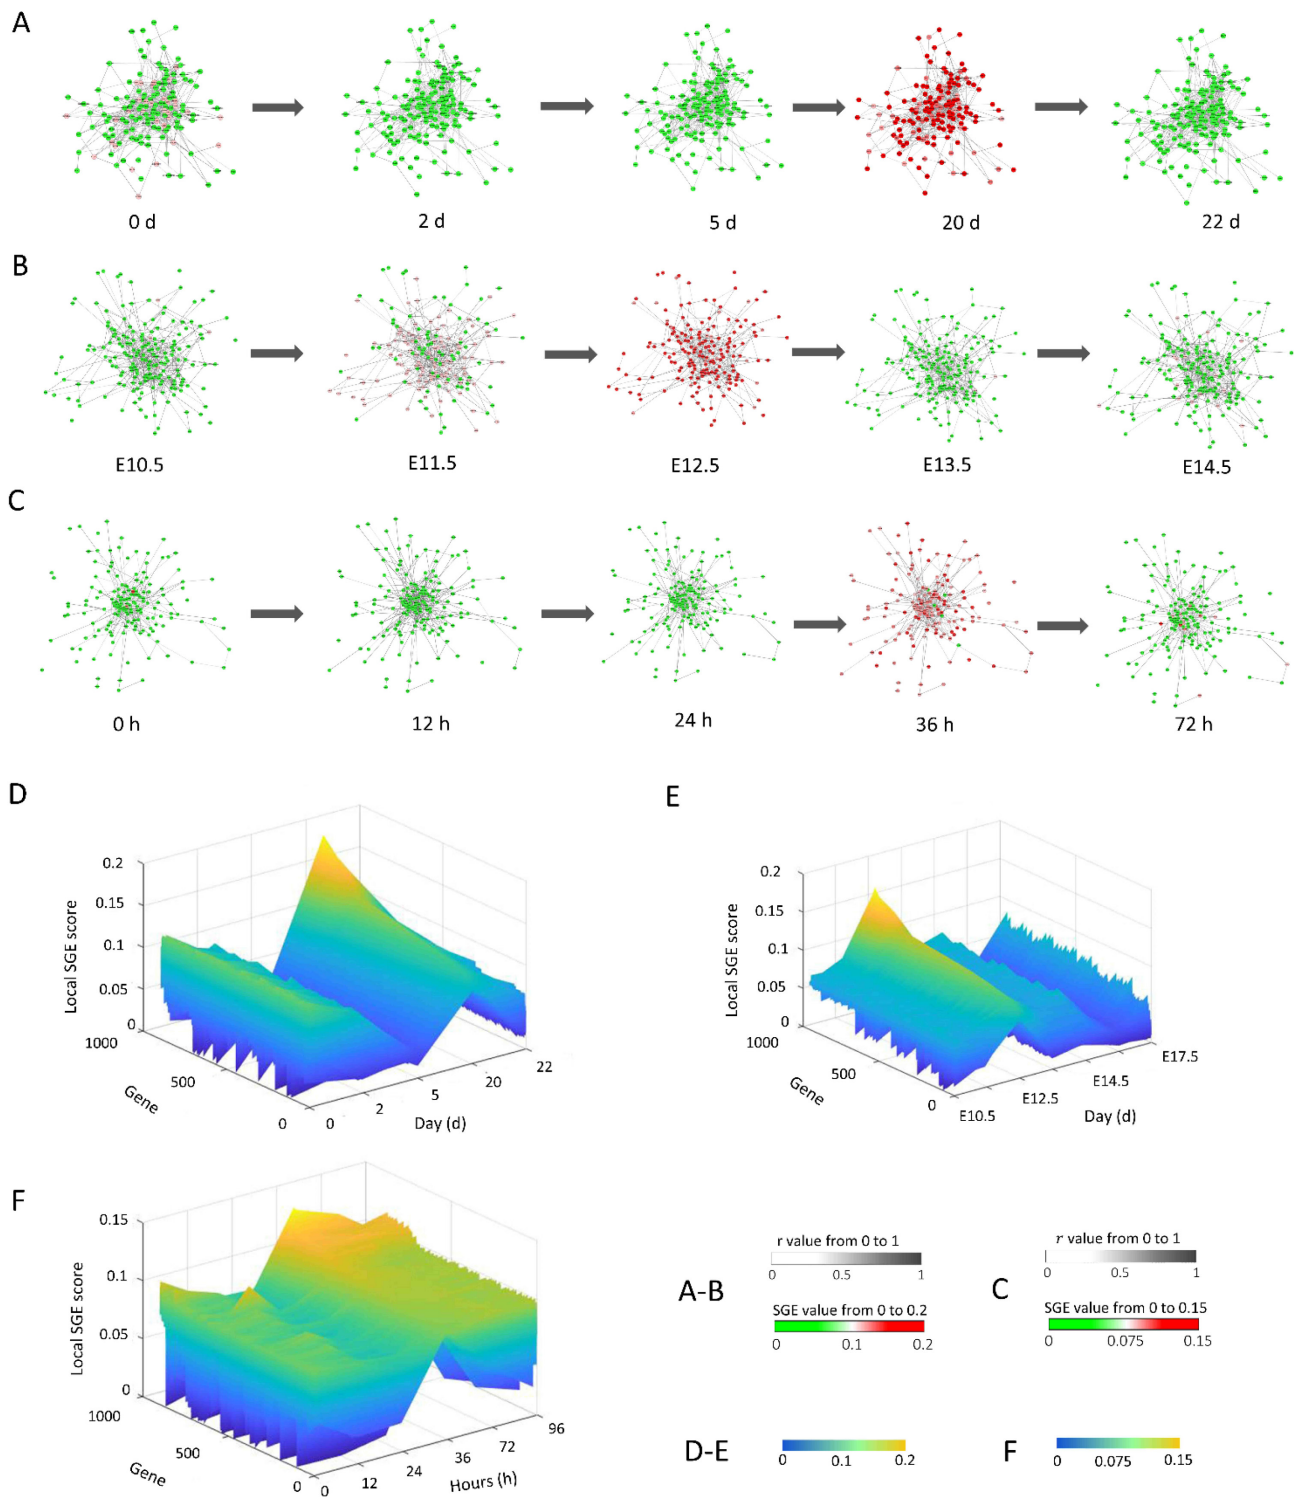 A
0 d
2 d
5 d
20 d
22 d
B
E10.5
E11.5
E12.5
E13.5
E14.5
C
0 h
12 h
24 h
36 h
72 h
D
Local SGE score
0.2
0.15
0.1
0.05
0
1000
500
0
Gene
0
2
5
20
22
Day (d)
E
Local SGE score
0.2
0.15
0.1
0.05
0
1000
500
0
Gene
E10.5
E12.5
E14.5
E17.5
Day (d)
F
Local SGE score
0.15
0.1
0.05
0
1000
500
0
Gene
0
12
24
36
72
96
Hours (h)
A-B
r value from 0 to 1
0 0.5 1
SGE value from 0 to 0.2
0 0.1 0.2
C
r value from 0 to 1
0 0.5 1
SGE value from 0 to 0.15
0 0.075 0.15
D-E
0 0.1 0.2
F
0 0.075 0.15